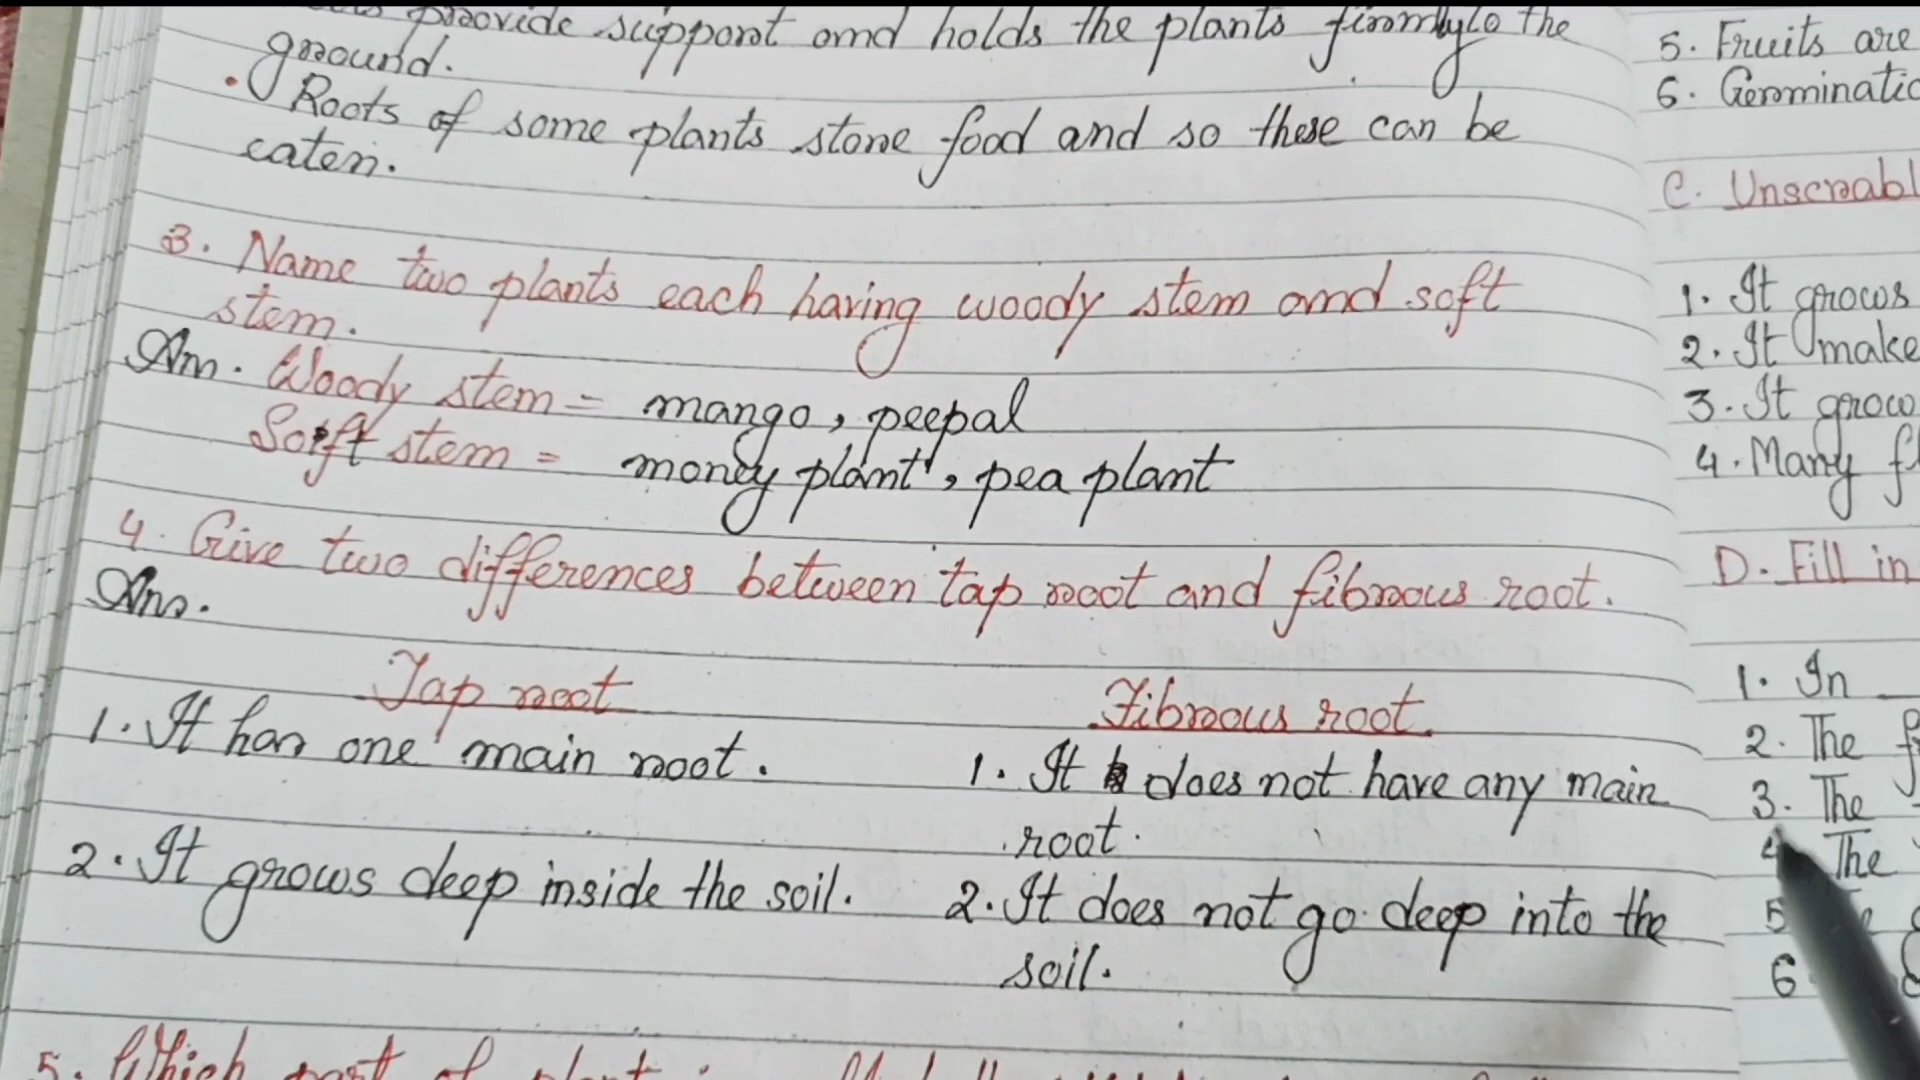 provide support and holds the plants firmly to the
ground.
• Roots of some plants store food and so these can be
eaten.
3. Name two plants each having woody stem and soft
stem.
Ans. Woody stem = mango, peepal
Soft stem = money plant, pea plant
4. Give two differences between tap root and fibrous root.
Ans.
Tap root
1. It has one main root.
2. It grows deep inside the soil.
Fibrous root.
1. It does not have any main
root.
2. It does not go deep into the
soil.
5. Which part of plant
5. Fruits are
6. Germinatio
C. Unscrabl
1. It grows
2. It make
3. It grow
4. Many fl
D. Fill in
1. In
2. The
3. The
4. The
5.
6